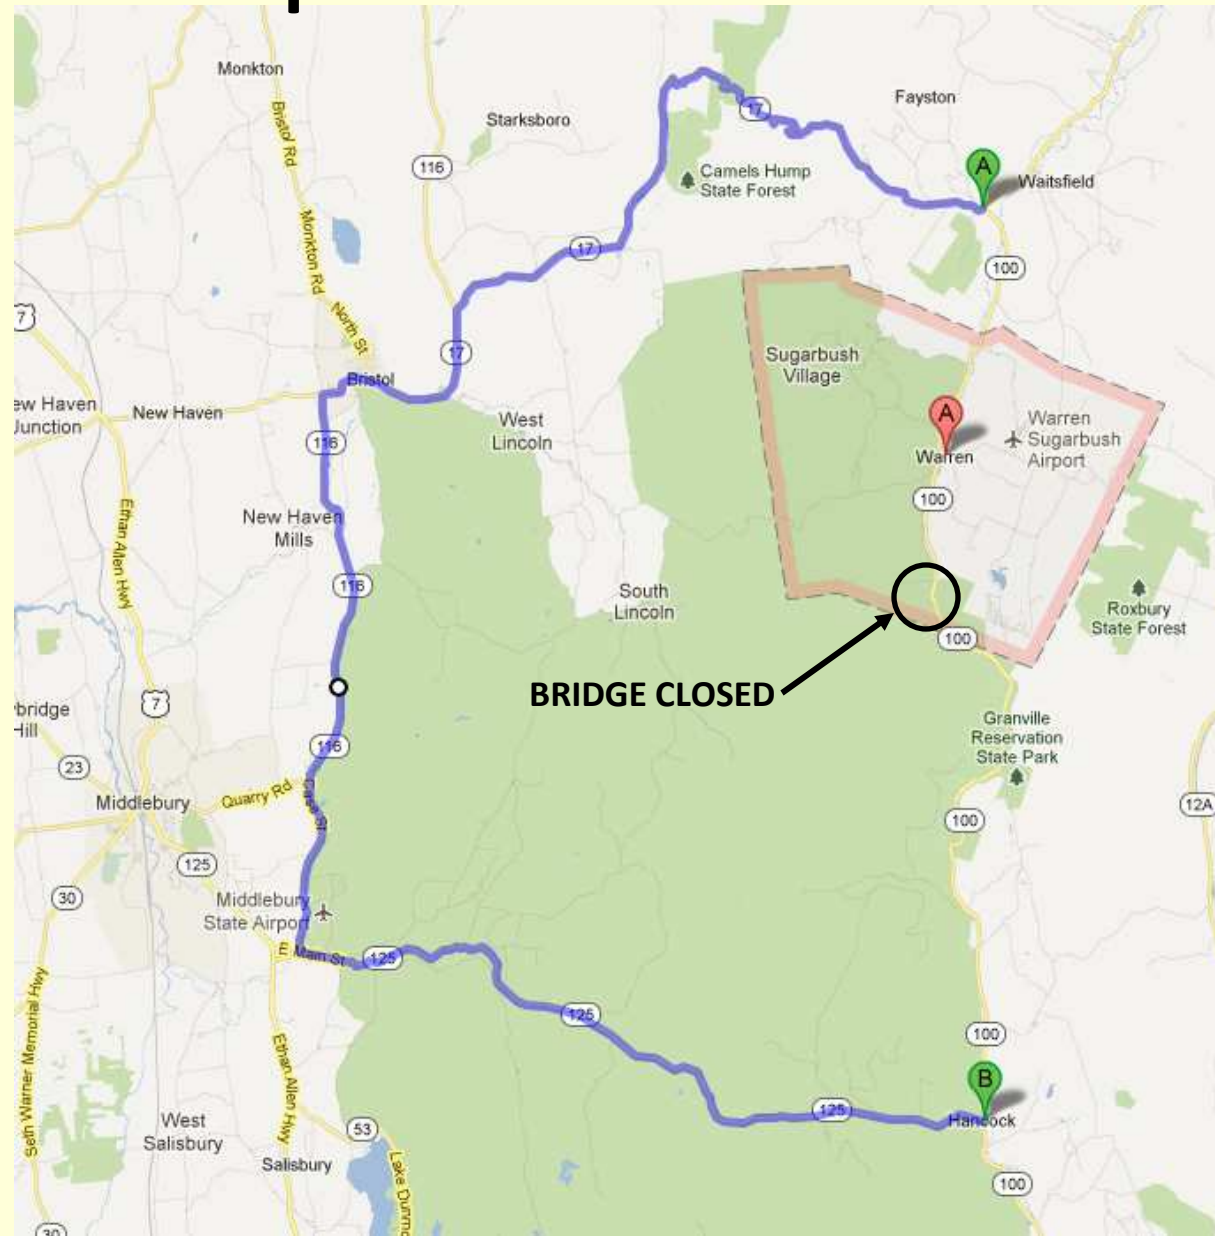 Monkton
Bristol Rd
Fayston
Starksboro
17
116
A
Camels Hump
State Forest
Waitsfield
Monkton Rd
17
100
7
North St
17
Sugarbush
Village
Bristol
ew Haven
Junction
New Haven
West
Lincoln
A
Warren
Sugarbush
Airport
116
Warren
100
Ethan Allen Hwy
New Haven
Mills
116
South
Lincoln
Roxbury
State Forest
100
BRIDGE CLOSED
7
bridge
Hill
Granville
Reservation
State Park
116
23
Quarry Rd
Case St
Middlebury
100
12A
125
30
Middlebury
State Airport
E Main St
125
Seth Warner Memorial Hwy
125
100
Ethan Allen Hwy
B
125
Hancock
West
Salisbury
53
Salisbury
Lake Dunmo
100
30